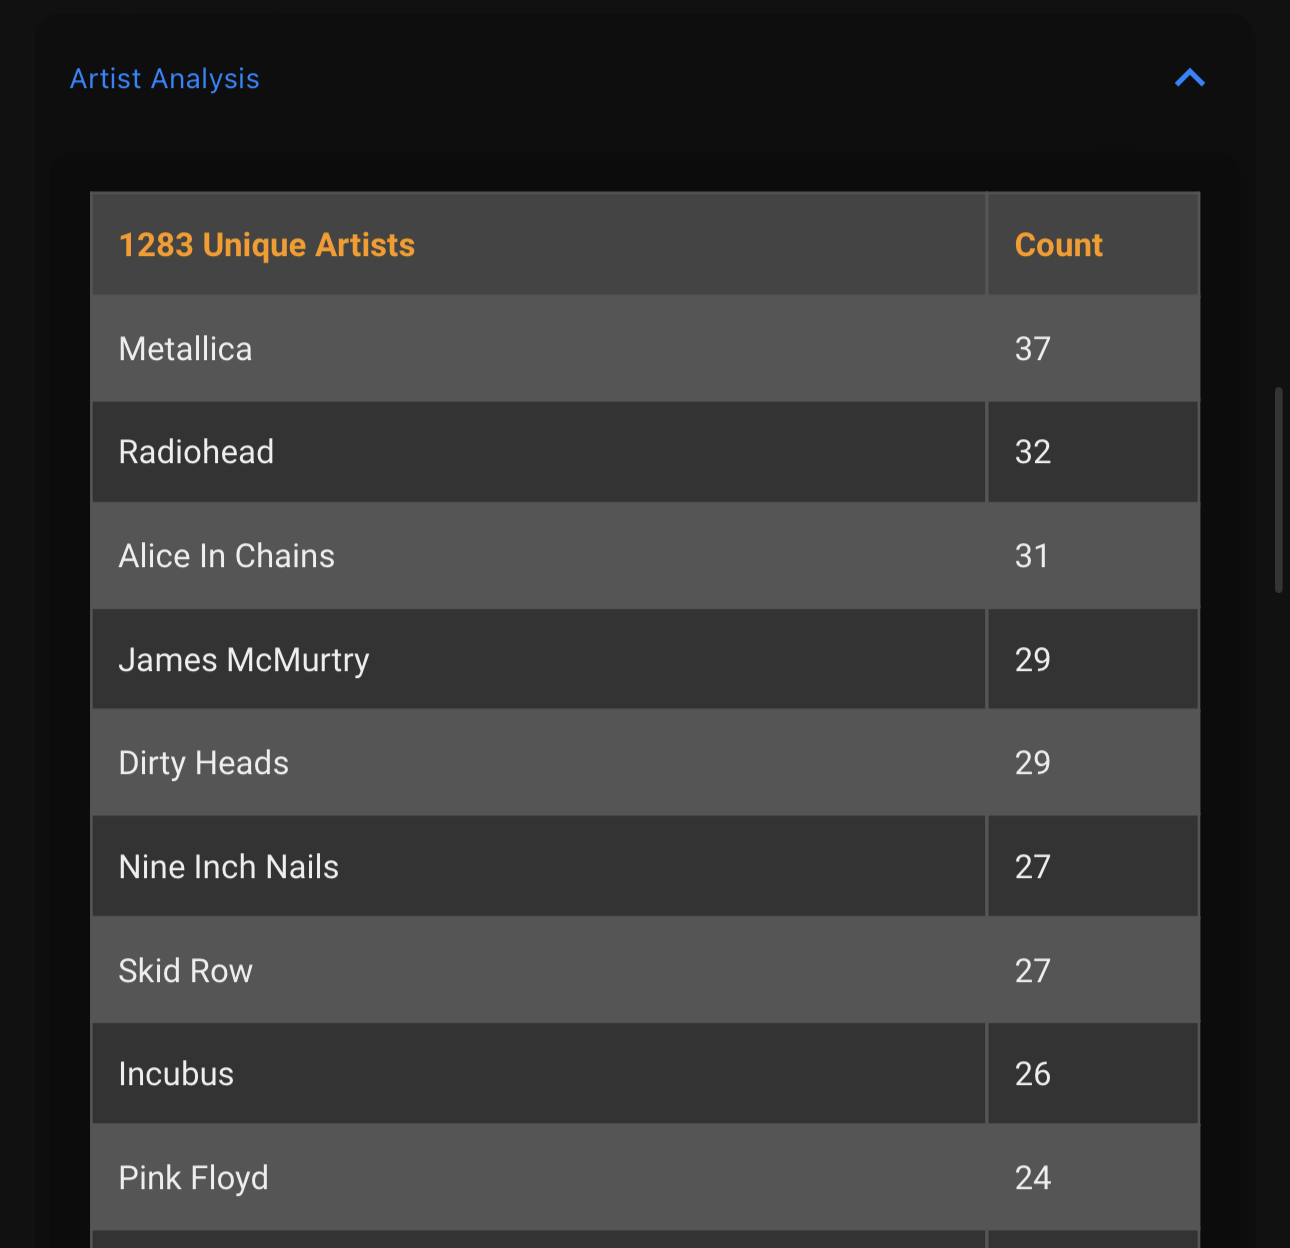 Artist Analysis
1283 Unique Artists Count
Metallica 37
Radiohead 32
Alice In Chains 31
James McMurtry 29
Dirty Heads 29
Nine Inch Nails 27
Skid Row 27
Incubus 26
Pink Floyd 24